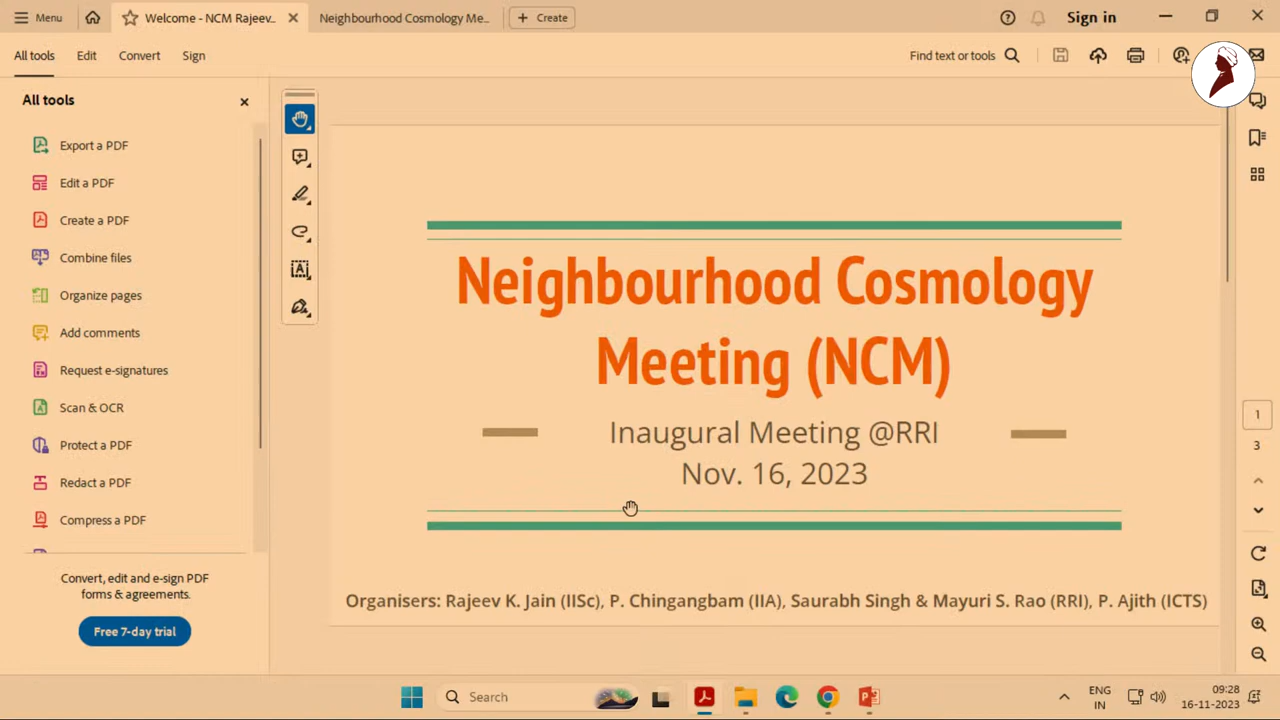 Menu
Welcome - NCM Rajeev...
Neighbourhood Cosmology Me...
Create
Sign in
All tools
Edit
Convert
Sign
Find text or tools
All tools
Export a PDF
Edit a PDF
Create a PDF
Combine files
Organize pages
Add comments
Request e-signatures
Scan & OCR
Protect a PDF
Redact a PDF
Compress a PDF
Convert, edit and e-sign PDF
forms & agreements.
Free 7-day trial
Neighbourhood Cosmology
Meeting (NCM)
Inaugural Meeting @RRI
Nov. 16, 2023
Organisers: Rajeev K. Jain (IISc), P. Chingangbam (IIA), Saurabh Singh & Mayuri S. Rao (RRI), P. Ajith (ICTS)
1
3
Search
ENG
IN
09:28
16-11-2023